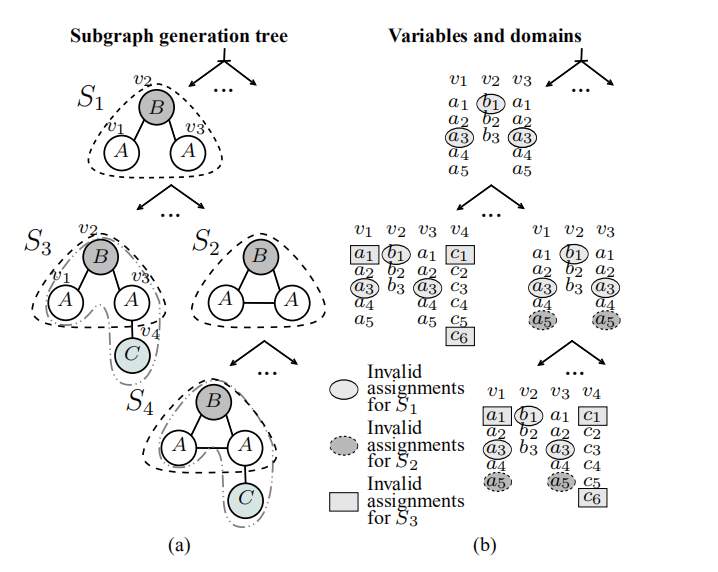 Subgraph generation tree
Variables and domains
...
S1
v2
B
v1
v3
A
A
...
S3
v2
B
v1
v3
A
A
v4
C
S2
B
A
A
...
S4
B
A
A
C
(a)
...
v1 v2 v3
a1 b1 a1
a2 b2 a2
a3 b3 a3
a4 a4
a5 a5
...
v1 v2 v3 v4
a1 b1 a1 c1
a2 b2 a2 c2
a3 b3 a3 c3
a4 a4 c4
a5 a5 c5
c6
v1 v2 v3
a1 b1 a1
a2 b2 a2
a3 b3 a3
a4 a4
a5 a5
...
Invalid
assignments
for S1
Invalid
assignments
for S2
Invalid
assignments
for S3
v1 v2 v3 v4
a1 b1 a1 c1
a2 b2 a2 c2
a3 b3 a3 c3
a4 a4 c4
a5 a5 c5
c6
(b)